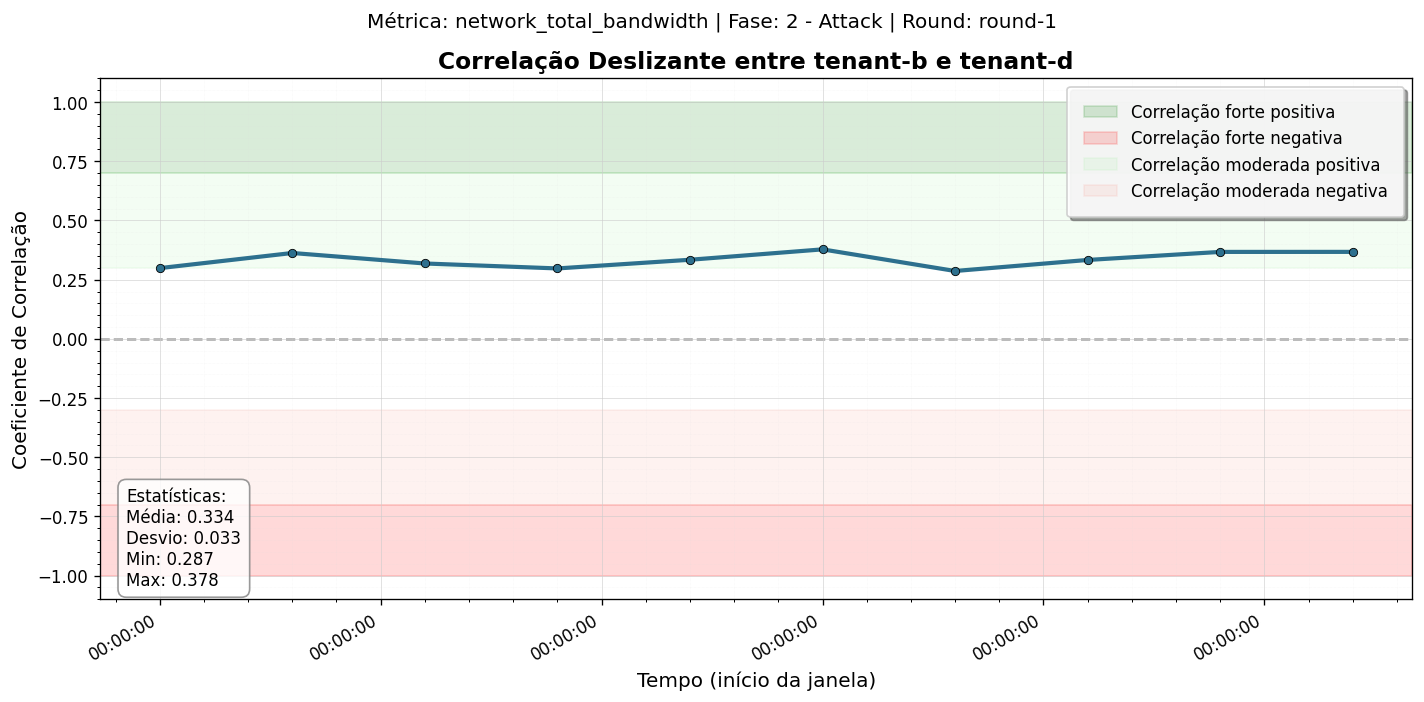 Métrica: network_total_bandwidth | Fase: 2 - Attack | Round: round-1
Correlação Deslizante entre tenant-b e tenant-d
Correlação forte positiva
Correlação forte negativa
Correlação moderada positiva
Correlação moderada negativa
Coeficiente de Correlação
1.00
0.75
0.50
0.25
0.00
−0.25
−0.50
−0.75
−1.00
Estatísticas:
Média: 0.334
Desvio: 0.033
Min: 0.287
Max: 0.378
00:00:00
00:00:00
00:00:00
00:00:00
00:00:00
00:00:00
Tempo (início da janela)